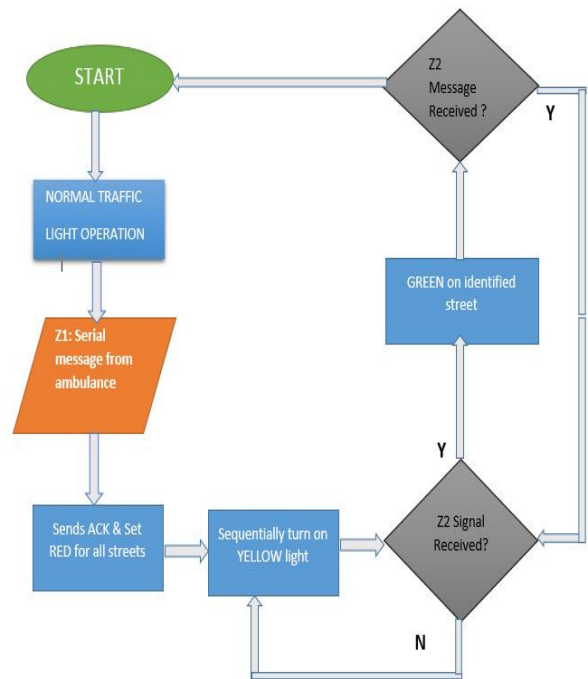 START
Z2
Message
Received ?
Y
NORMAL TRAFFIC
LIGHT OPERATION
GREEN on identified
street
Z1: Serial
message from
ambulance
Y
Sends ACK & Set
RED for all streets
Sequentially turn on
YELLOW light
Z2 Signal
Received?
N